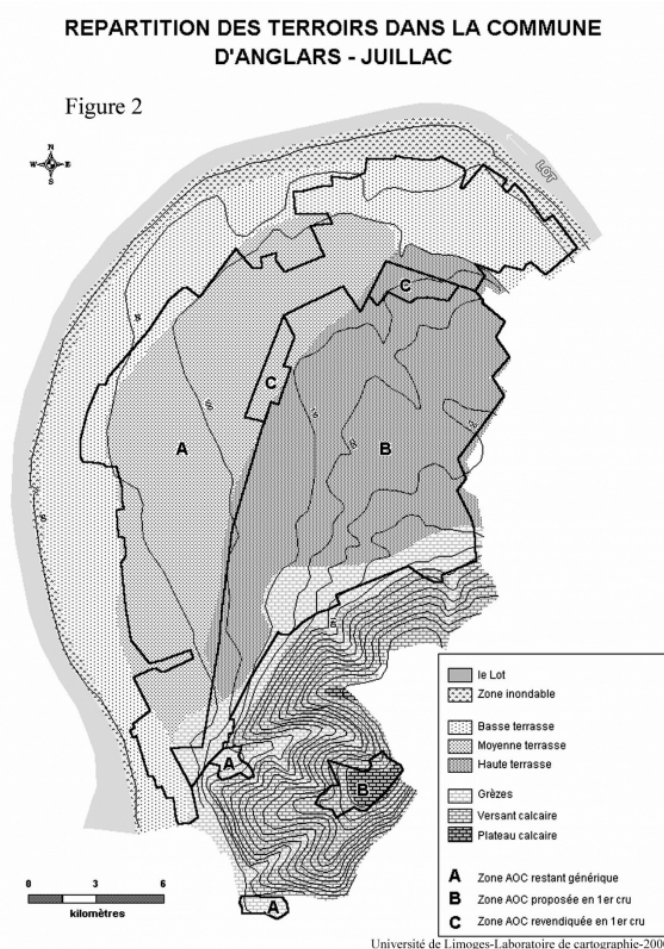 REPARTITION DES TERROIRS DANS LA COMMUNE
D'ANGLARS - JUILLAC
Figure 2
N
W E
S
LOT
C
C
A
B
A
B
A
le Lot
Zone inondable
Basse terrasse
Moyenne terrasse
Haute terrasse
Grèzes
Versant calcaire
Plateau calcaire
A Zone AOC restant générique
B Zone AOC proposée en 1er cru
C Zone AOC revendiquée en 1er cru
0 3 6
kilomètres
Université de Limoges-Laboratoire de cartographie-200